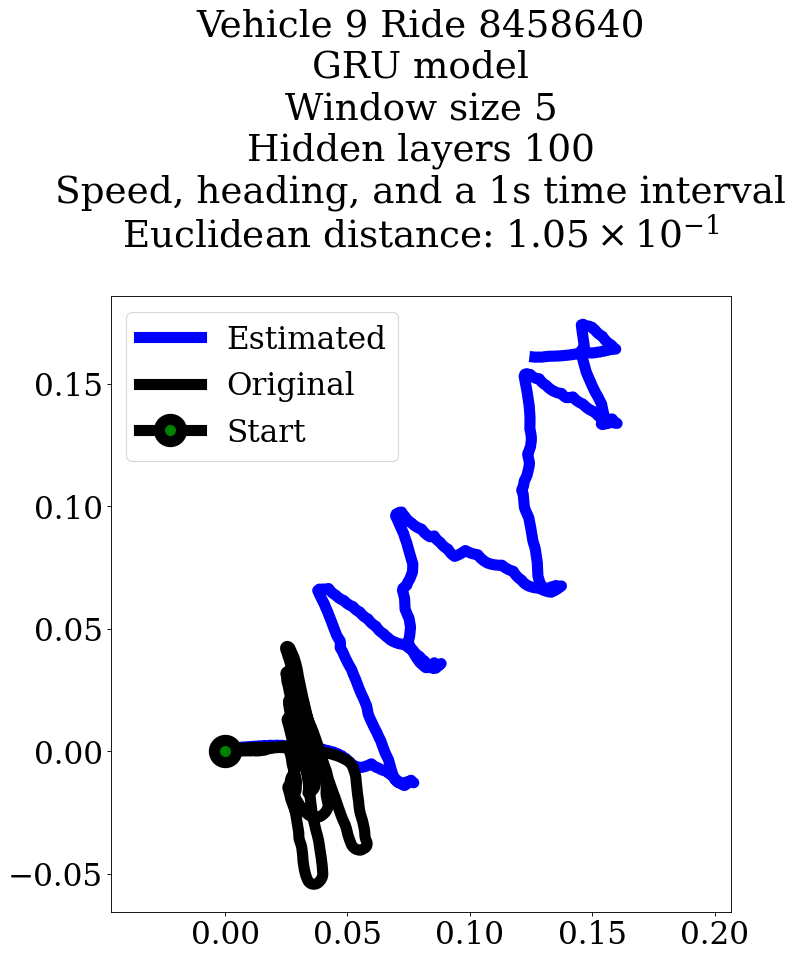 Vehicle 9 Ride 8458640
GRU model
Window size 5
Hidden layers 100
Speed, heading, and a 1s time interval
Euclidean distance: 1.05 × 10⁻¹
Estimated
Original
Start
0.15
0.10
0.05
0.00
−0.05
0.00 0.05 0.10 0.15 0.20